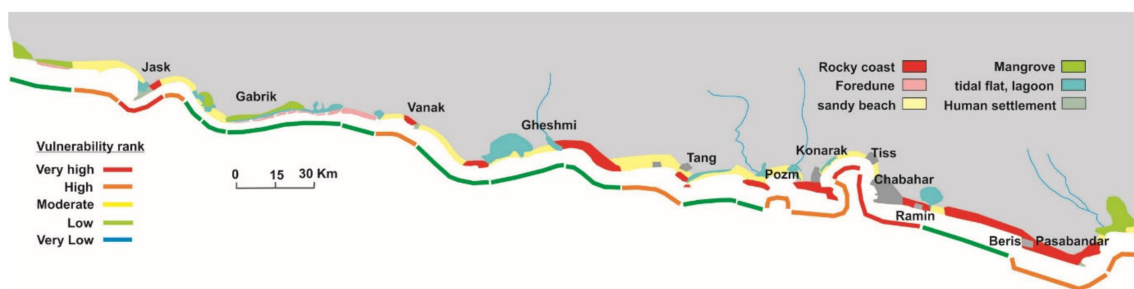 Jask
Gabrik
Vanak
Gheshmi
Tang
Pozm
Konarak
Tiss
Chabahar
Ramin
Beris
Pasabandar
Rocky coast
Foredune
sandy beach
Mangrove
tidal flat, lagoon
Human settlement
Vulnerability rank
Very high
High
Moderate
Low
Very Low
0 15 30 Km